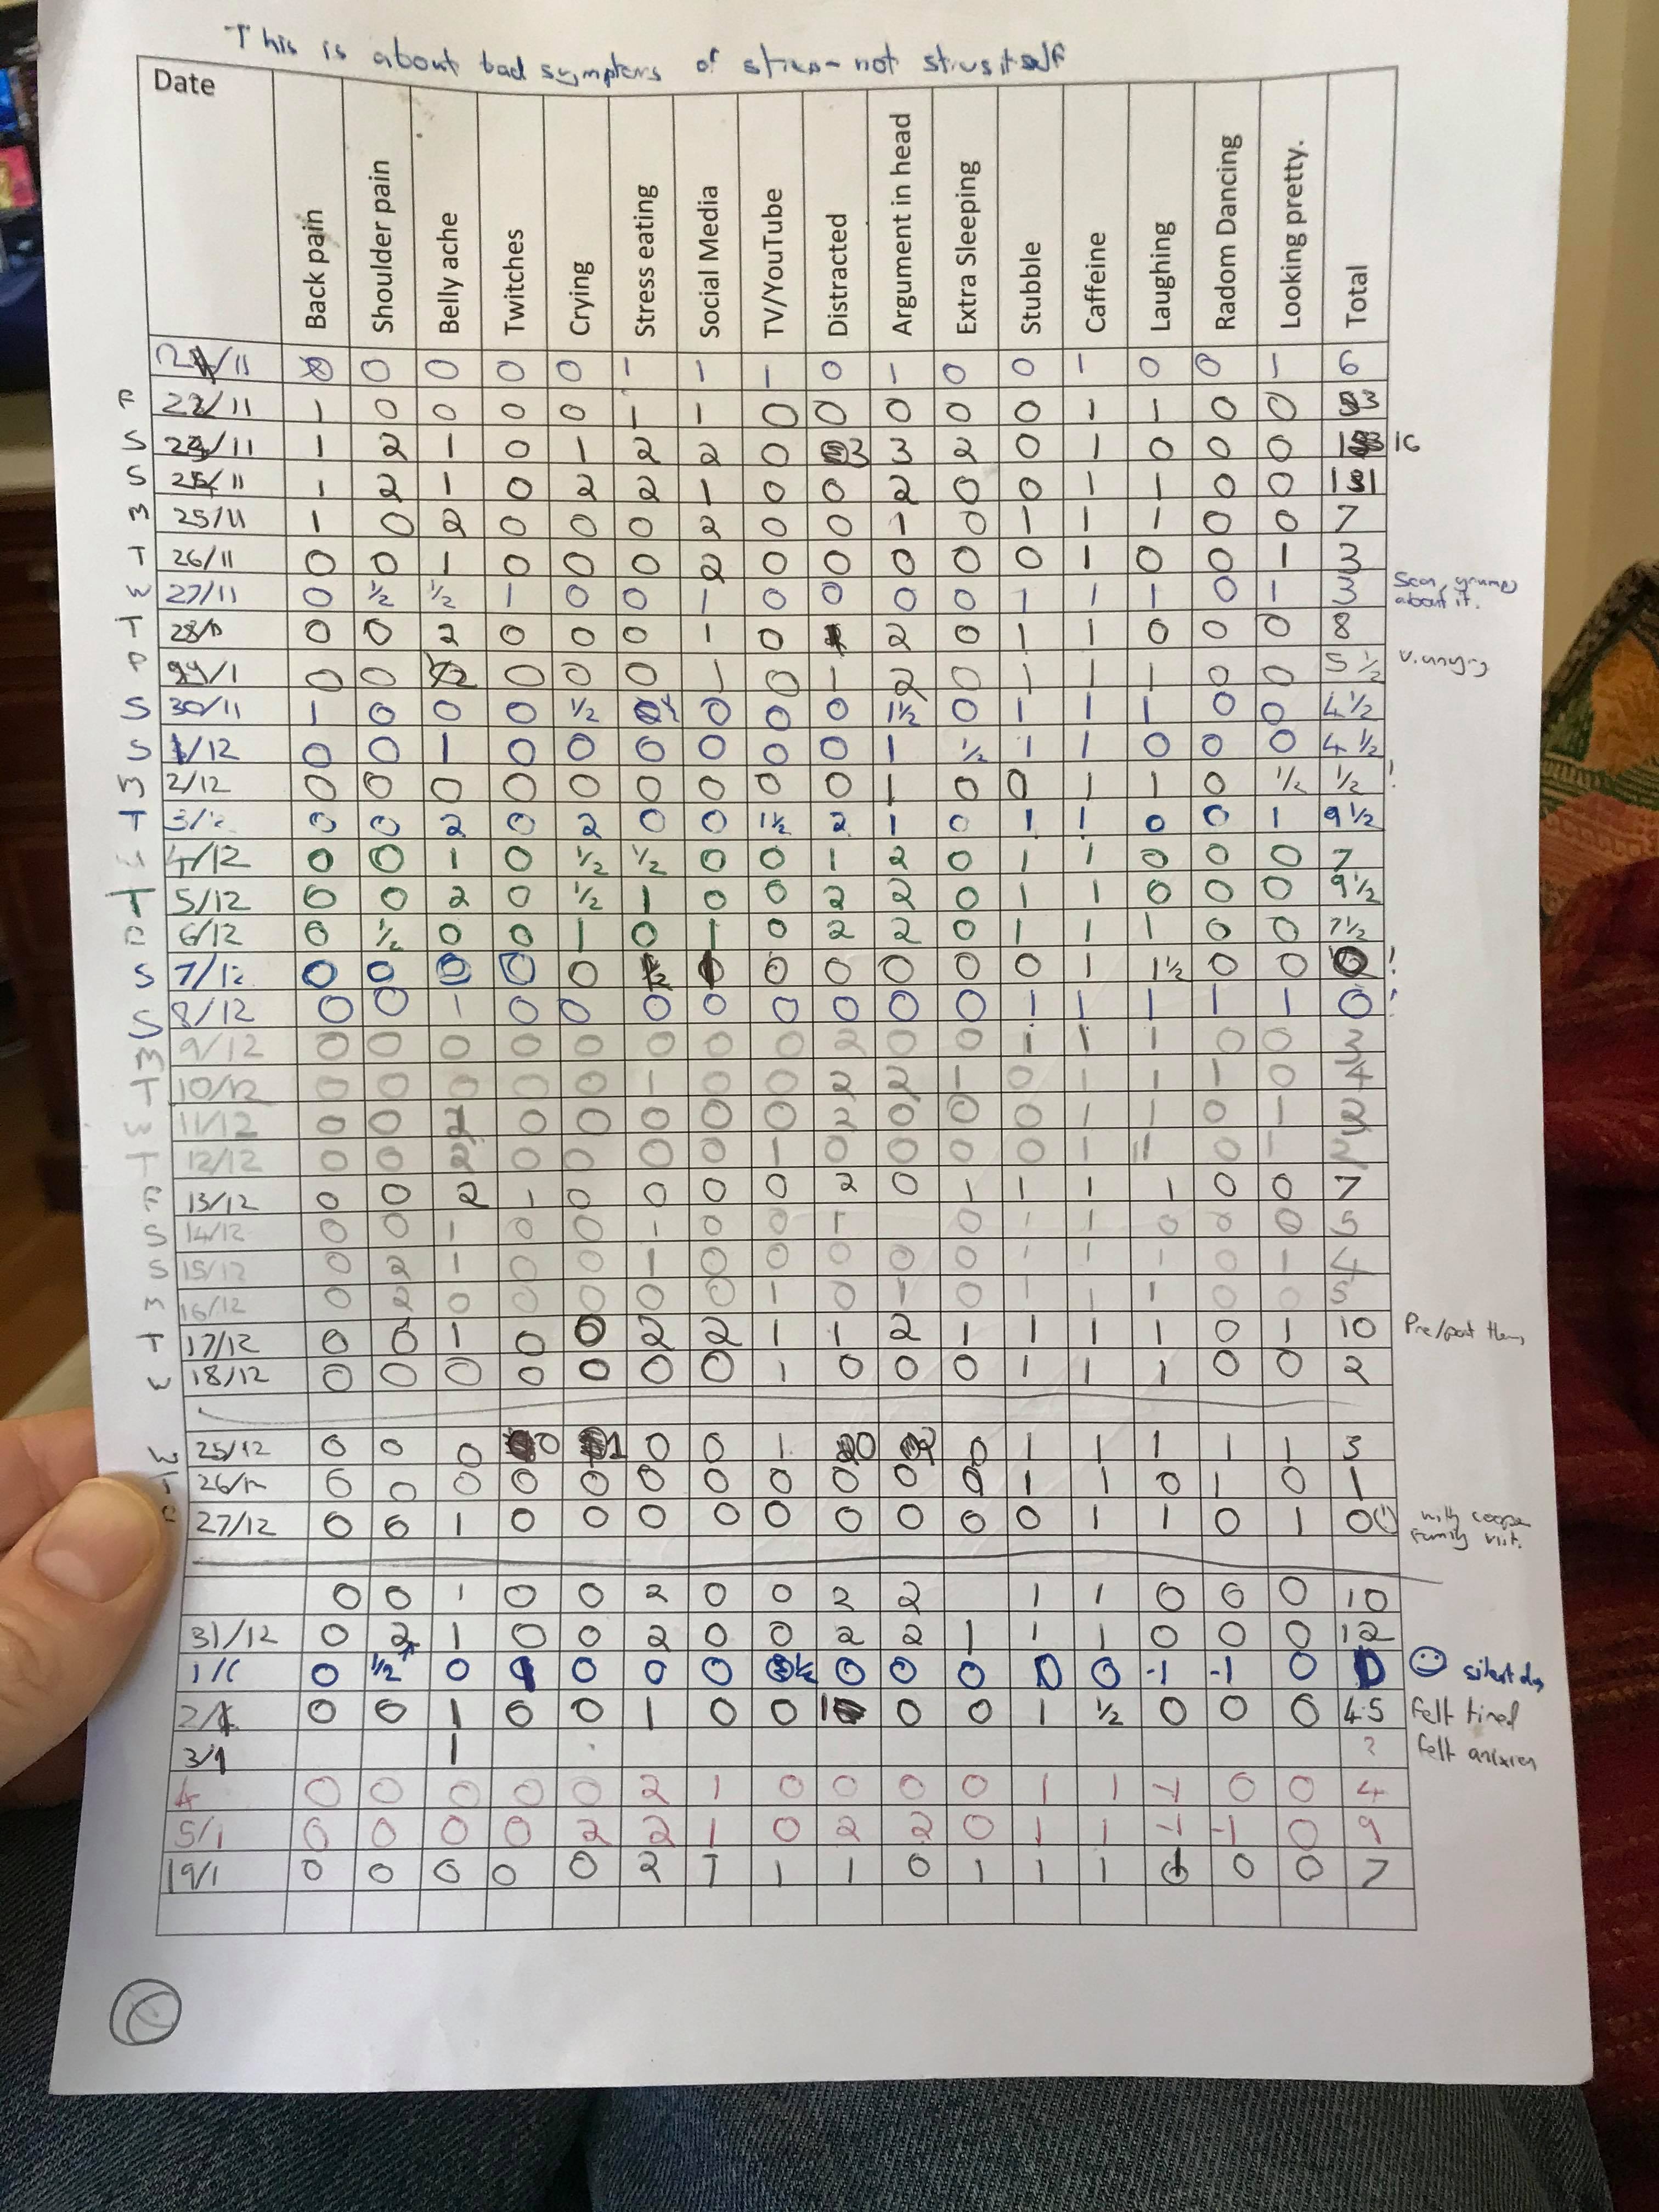 This is about bad symptoms of stress - not stress itself
Date Back pain Shoulder pain Belly ache Twitches Crying Stress eating Social Media TV/YouTube Distracted Argument in head Extra Sleeping Stubble Caffeine Laughing Radom Dancing Looking pretty. Total
/11 0 0 0 0 1 1 1 0 1 0 0 1 0 0 1 6
F 22/11 1 0 0 0 0 1 1 0 0 0 0 0 1 1 0 0 3
S /11 1 2 1 0 1 2 2 0 3 3 2 0 1 0 0 0 16
S /11 1 2 1 0 2 2 1 0 0 2 0 0 1 1 0 0 11
M 25/11 1 0 2 0 0 0 2 0 0 1 0 1 1 1 0 0 7
T 26/11 0 0 1 0 0 0 2 0 0 0 0 0 1 0 0 1 3
W 27/11 0 ½ ½ 1 0 0 1 0 0 0 0 1 1 1 0 1 3 about it.
T 28/11 0 0 2 0 0 0 1 0 2 0 1 1 0 0 0 8
F 0 0 ½ 0 0 0 1 0 1 2 0 1 1 1 0 0 5 ½ v. angry
S 30/11 1 0 0 0 ½ 0 0 0 1½ 0 1 1 1 0 0 4 ½
S 1/12 0 0 1 0 0 0 0 0 0 1 ½ 1 1 0 0 0 4 ½
M 2/12 0 0 0 0 0 0 0 0 0 1 0 0 1 1 0 ½ ½ !
T 3/12 0 0 2 0 2 0 0 1½ 2 1 0 1 1 0 0 1 9 ½
4/12 0 0 1 0 ½ ½ 0 0 1 2 0 1 1 0 0 0 7
T 5/12 0 0 2 0 ½ 1 0 0 2 2 0 1 1 0 0 0 9 ½
F 6/12 0 ½ 0 0 1 0 1 0 2 2 0 1 1 1 0 0 7 ½
S 7/12 0 0 0 0 0 0 0 0 0 0 0 1 1½ 0 0 0 !
S 8/12 0 0 1 0 0 0 0 0 0 0 0 1 1 1 1 1 0 !
M 9/12 0 0 0 0 0 0 0 0 2 0 0 1 1 1 0 0 3
T 10/12 0 0 0 0 0 1 0 0 2 2 1 0 1 1 1 0 4
W 11/12 0 0 0 0 0 0 0 2 0 0 0 1 1 0 1 2
T 12/12 0 0 2 0 0 0 0 1 0 0 0 0 1 11 0 1 2
F 13/12 0 0 2 1 0 0 0 0 2 0 1 1 1 1 0 0 7
S 14/12 0 0 1 0 0 1 0 0 1 0 1 1 0 0 0 5
S 15/12 0 2 1 0 0 1 0 0 0 0 0 1 1 1 0 1 4
M 16/12 0 2 0 0 0 0 0 1 0 1 0 1 1 1 0 0 5
T 17/12 0 0 1 0 0 2 2 1 1 2 1 1 1 1 0 1 10 Pre/post
W 18/12 0 0 0 0 0 0 0 1 0 0 0 1 1 1 0 0 2
W 25/12 0 0 0 0 1 0 0 1 0 0 1 1 1 1 1 3
T 26/12 0 0 0 0 0 0 0 0 0 0 0 1 1 0 1 0 1
F 27/12 0 0 1 0 0 0 0 0 0 0 0 0 1 1 0 1 0 with
family visit.
0 0 1 0 0 2 0 0 2 2 1 1 0 0 0 10
31/12 0 2 1 0 0 2 0 0 2 2 1 1 1 0 0 0 12
1/1 0 ½ 0 0 0 0 ½ 0 0 0 0 0 -1 -1 0 0 silent day
2/1 0 0 1 0 0 1 0 0 1 0 0 1 ½ 0 0 0 4.5 Felt tired
3/1 1 ? felt
4 0 0 0 0 0 2 1 0 0 0 0 1 1 -1 0 0 4
5/1 0 0 0 0 2 2 1 0 2 2 0 1 1 -1 -1 0 9
19/1 0 0 0 0 0 2 1 1 1 0 1 1 1 0 0 7